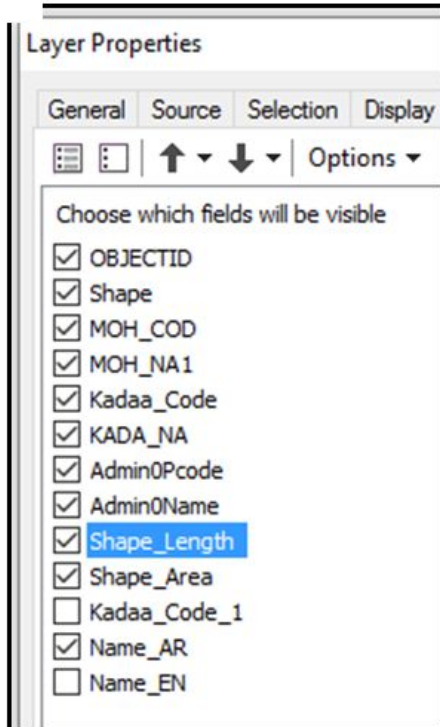 Layer Properties
General Source Selection Display
Options
Choose which fields will be visible
OBJECTID
Shape
MOH_COD
MOH_NA1
Kadaa_Code
KADA_NA
Admin0Pcode
Admin0Name
Shape_Length
Shape_Area
Kadaa_Code_1
Name_AR
Name_EN